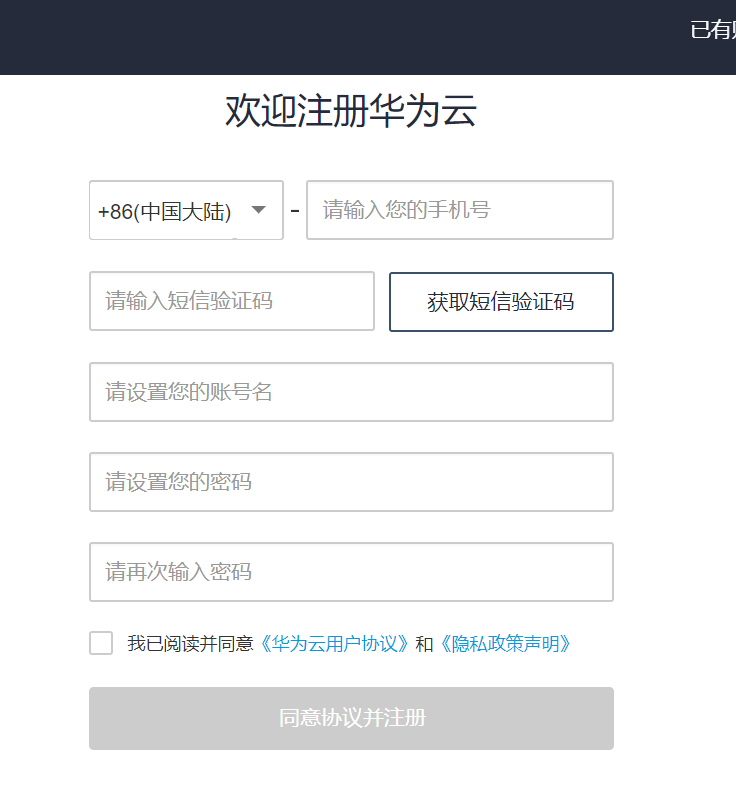 已有
欢迎注册华为云
+86(中国大陆) - 请输入您的手机号
请输入短信验证码 获取短信验证码
请设置您的账号名
请设置您的密码
请再次输入密码
我已阅读并同意《华为云用户协议》和《隐私政策声明》
同意协议并注册